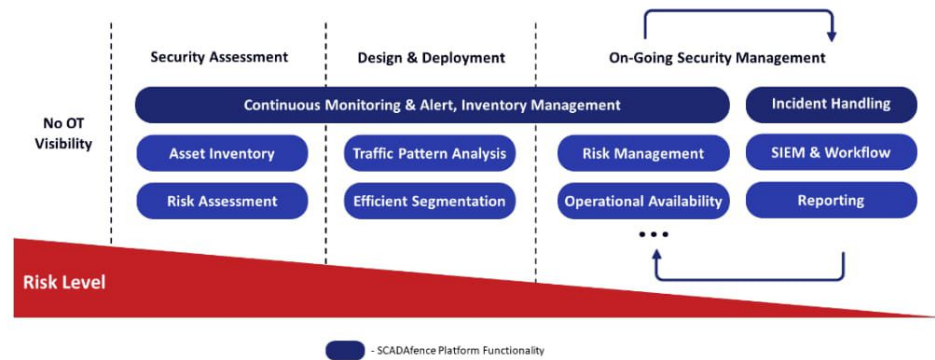 Security Assessment
Design & Deployment
On-Going Security Management
Continuous Monitoring & Alert, Inventory Management
Incident Handling
No OT
Visibility
Asset Inventory
Traffic Pattern Analysis
Risk Management
SIEM & Workflow
Risk Assessment
Efficient Segmentation
Operational Availability
Reporting
...
Risk Level
- SCADAfence Platform Functionality